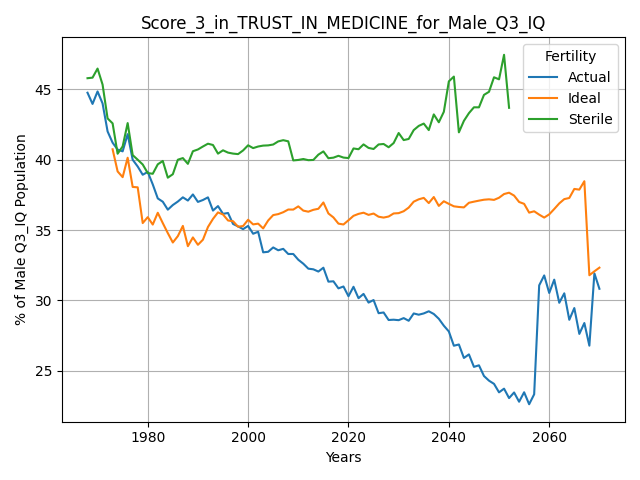 Score_3_in_TRUST_IN_MEDICINE_for_Male_Q3_IQ
Fertility
Actual
Ideal
Sterile
% of Male Q3_IQ Population
45
40
35
30
25
1980
2000
2020
2040
2060
Years